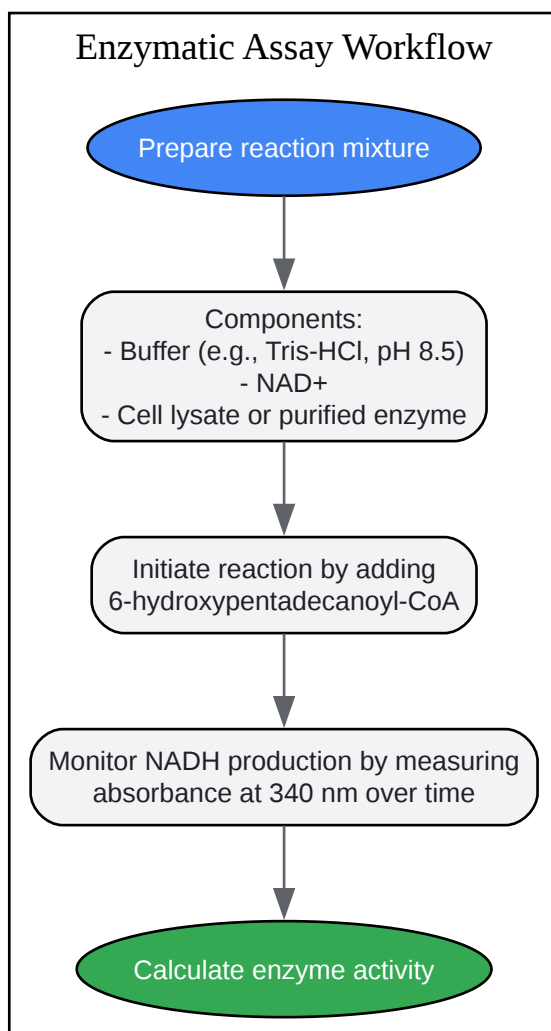 Enzymatic Assay Workflow
Prepare reaction mixture
Components:
- Buffer (e.g., Tris-HCl, pH 8.5)
- NAD+
- Cell lysate or purified enzyme
Initiate reaction by adding
6-hydroxypentadecanoyl-CoA
Monitor NADH production by measuring
absorbance at 340 nm over time
Calculate enzyme activity